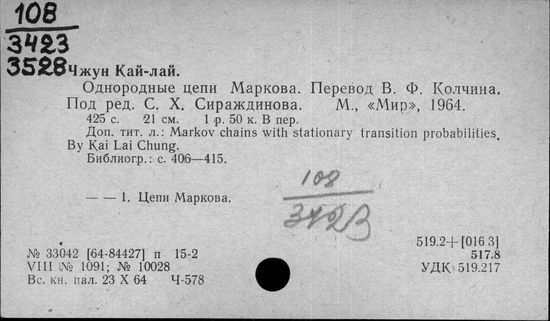 108
3423
3528
Чжун Кай-лай.
Однородные цепи Маркова. Перевод В. Ф. Колчина.
Под ред. С. Х. Сираждинова. М., «Мир», 1964.
425 с. 21 см. 1 р. 50 к. В пер.
Доп. тит. л.: Markov chains with stationary transition probabilities.
By Kai Lai Chung.
Библиогр.: с. 406—415.
— — 1. Цепи Маркова.
108
3423
519.2+[016 3]
№ 33042 [64-84427] п 15-2 517.8
VIII № 1091; № 10028 УДК 519.217
Вс. кн. пал. 23 X 64 Ч-578